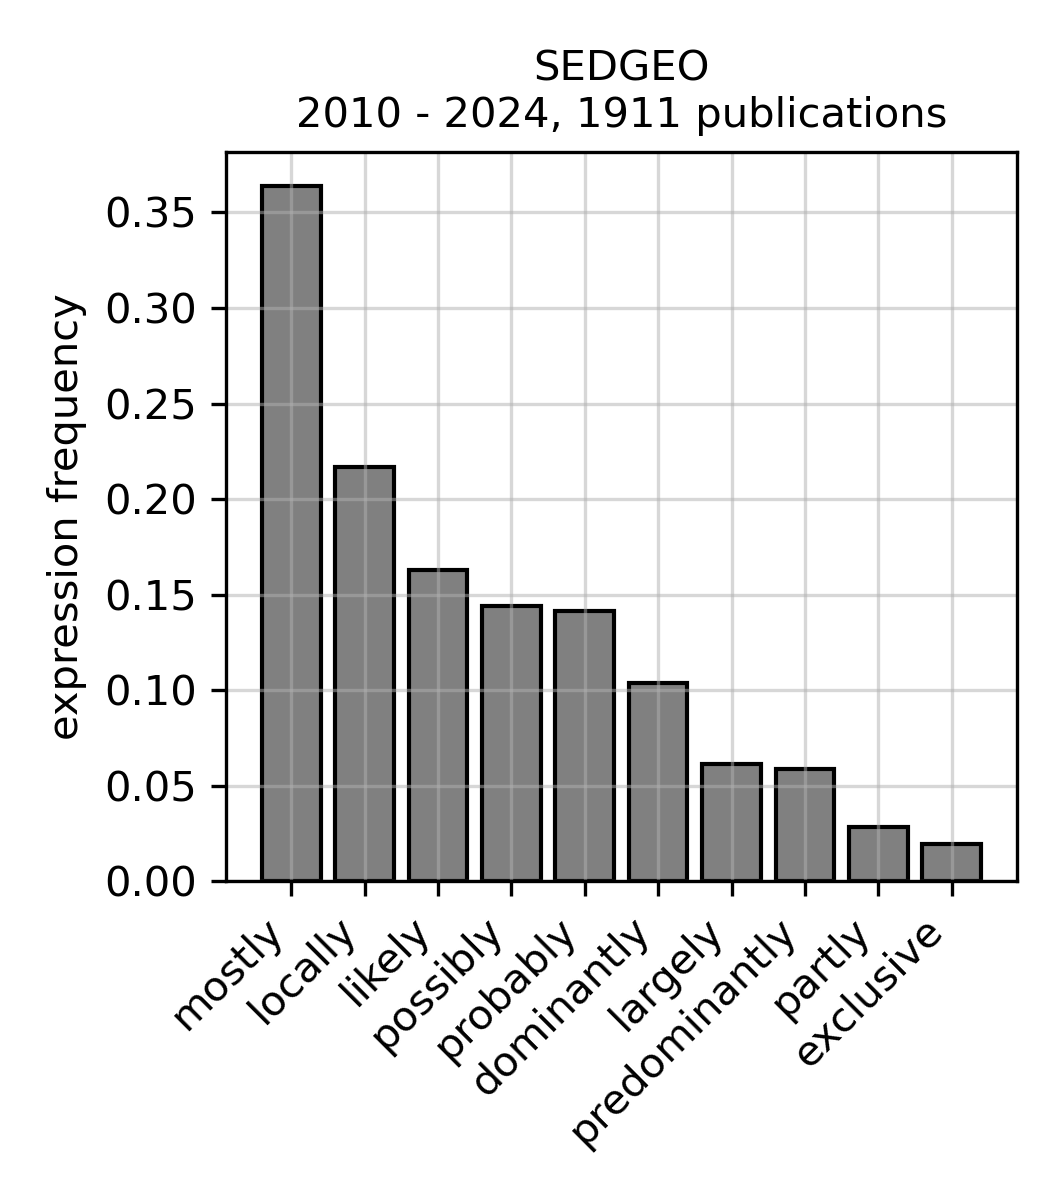 SEDGEO
2010 - 2024, 1911 publications
expression frequency
0.35
0.30
0.25
0.20
0.15
0.10
0.05
0.00
mostly
locally
likely
possibly
probably
dominantly
largely
predominantly
partly
exclusive